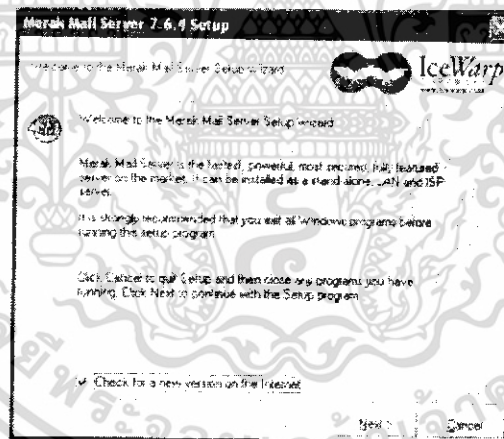 Merak Mail Server 7.6.4 Setup
Welcome to the Merak Mail Server Setup wizard
IceWarp
Welcome to the Merak Mail Server Setup wizard
Merak Mail Server is the fastest, powerful, most secured, fully featured
server on the market. It can be installed as a stand alone, LAN and ISP
server.
It is strongly recommended that you exit all Windows programs before
running this setup program.
Click Cancel to quit Setup and then close any programs you have
running. Click Next to continue with the Setup program.
Check for a new version on the Internet
Next >
Cancel